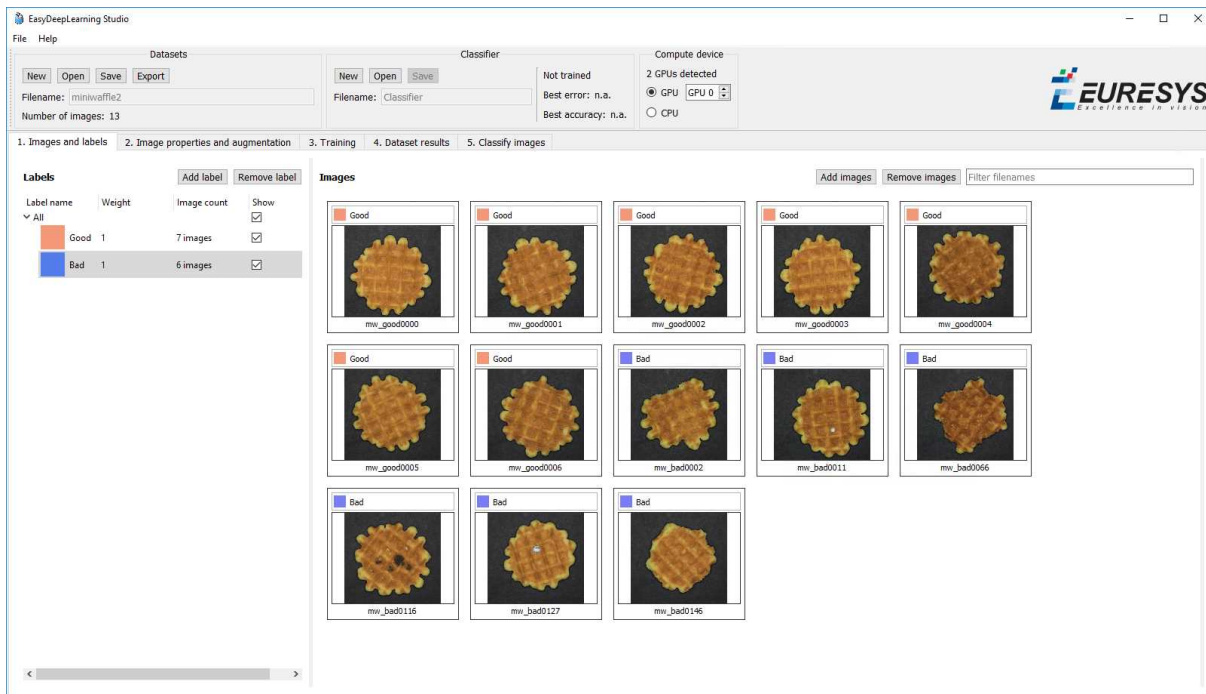 EasyDeepLearning Studio
File Help
Datasets
New Open Save Export
Filename: miniwaffle2
Number of images: 13
Classifier
New Open Save
Filename: Classifier
Not trained
Best error: n.a.
Best accuracy: n.a.
Compute device
2 GPUs detected
GPU GPU 0
CPU
EURESYS
Excellence in vision
1. Images and labels 2. Image properties and augmentation 3. Training 4. Dataset results 5. Classify images
Labels Add label Remove label
Label name Weight Image count Show
All
Good 1 7 images
Bad 1 6 images
Images Add images Remove images Filter filenames
Good Good Good Good Good
mw_good0000 mw_good0001 mw_good0002 mw_good0003 mw_good0004
Good Good Bad Bad Bad
mw_good0005 mw_good0006 mw_bad0002 mw_bad0011 mw_bad0066
Bad Bad Bad
mw_bad0116 mw_bad0127 mw_bad0146